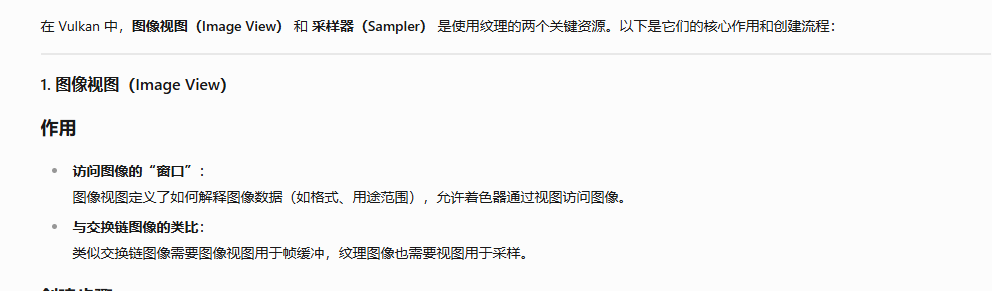 在 Vulkan 中，图像视图（Image View） 和 采样器（Sampler） 是使用纹理的两个关键资源。以下是它们的核心作用和创建流程：
1. 图像视图（Image View）
作用
访问图像的“窗口”：
图像视图定义了如何解释图像数据（如格式、用途范围），允许着色器通过视图访问图像。
与交换链图像的类比：
类似交换链图像需要图像视图用于帧缓冲，纹理图像也需要视图用于采样。